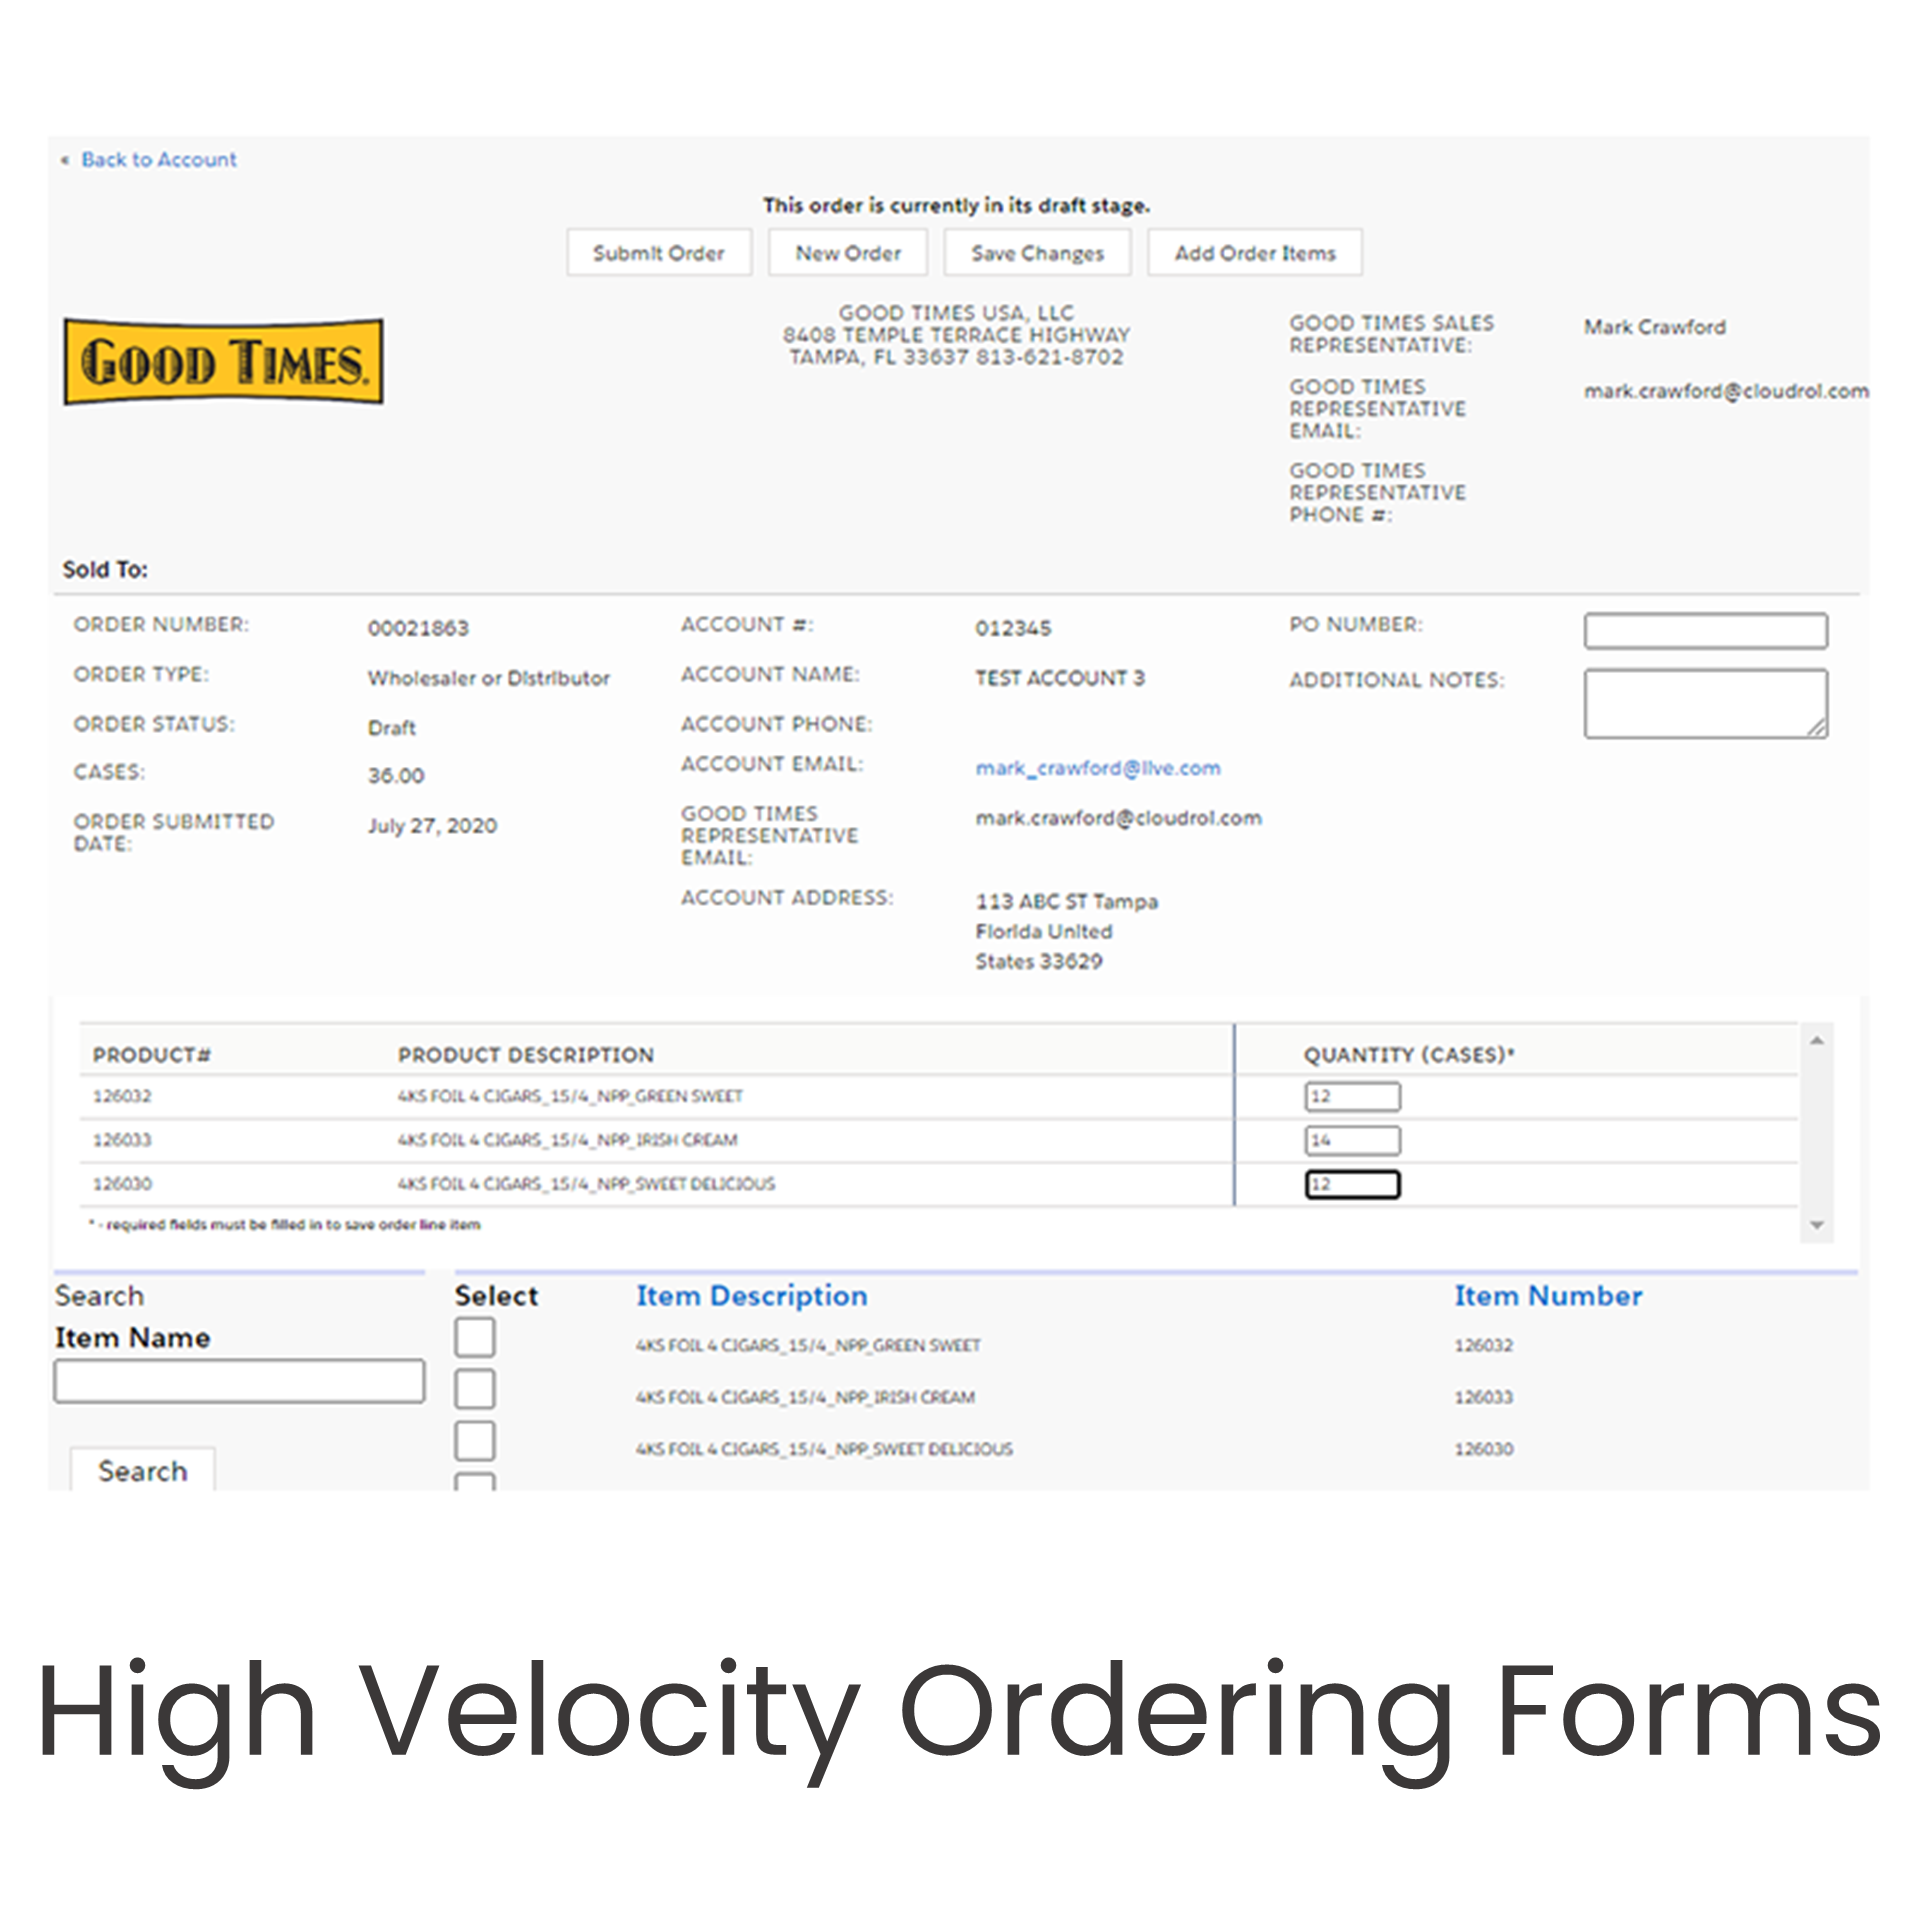 « Back to Account
This order is currently in its draft stage.
Submit Order New Order Save Changes Add Order Items
GOOD TIMES.
GOOD TIMES USA, LLC
8408 TEMPLE TERRACE HIGHWAY
TAMPA, FL 33637 813-621-8702
GOOD TIMES SALES
REPRESENTATIVE:
Mark Crawford
GOOD TIMES
REPRESENTATIVE
EMAIL:
mark.crawford@cloudrol.com
GOOD TIMES
REPRESENTATIVE
PHONE #:
Sold To:
ORDER NUMBER: 00021863
ORDER TYPE: Wholesaler or Distributor
ORDER STATUS: Draft
CASES: 36.00
ORDER SUBMITTED
DATE:
July 27, 2020
ACCOUNT #: 012345
ACCOUNT NAME: TEST ACCOUNT 3
ACCOUNT PHONE:
ACCOUNT EMAIL: mark_crawford@live.com
GOOD TIMES
REPRESENTATIVE
EMAIL:
mark.crawford@cloudrol.com
ACCOUNT ADDRESS: 113 ABC ST Tampa
Florida United
States 33629
PO NUMBER:
ADDITIONAL NOTES:
PRODUCT# PRODUCT DESCRIPTION QUANTITY (CASES)*
126032 4KS FOIL 4 CIGARS_15/4_NPP_GREEN SWEET 12
126033 4KS FOIL 4 CIGARS_15/4_NPP_IRISH CREAM 14
126030 4KS FOIL 4 CIGARS_15/4_NPP_SWEET DELICIOUS 12
* - required fields must be filled in to save order line item
Search
Item Name
Search
Select Item Description Item Number
4KS FOIL 4 CIGARS_15/4_NPP_GREEN SWEET 126032
4KS FOIL 4 CIGARS_15/4_NPP_IRISH CREAM 126033
4KS FOIL 4 CIGARS_15/4_NPP_SWEET DELICIOUS 126030
High Velocity Ordering Forms